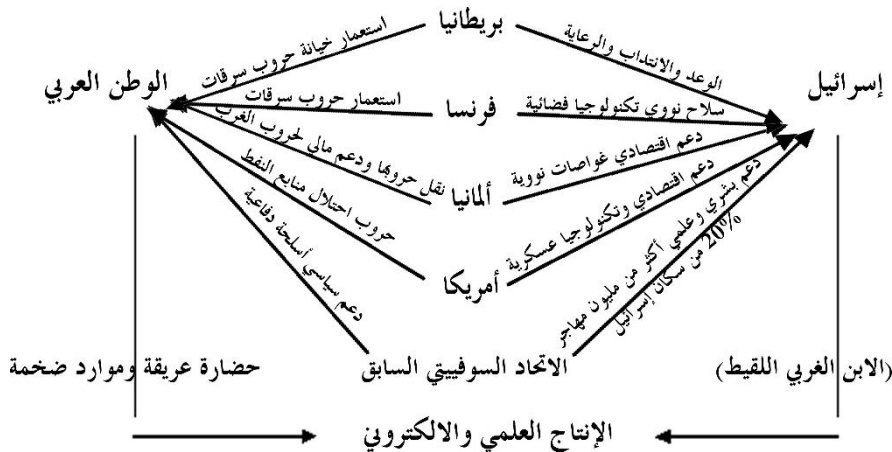 بريطانيا
استعمار خيانة حروب سرقات
الوعد والانتداب والرعاية
الوطن العربي
إسرائيل
فرنسا
استعمار حروب سرقات
سلاح نووي تكنولوجيا فضائية
ألمانيا
نقل حروبها ودعم مالي لحروب الغرب
دعم اقتصادي غواصات نووية
أمريكا
حروب احتلال منابع النفط
دعم اقتصادي وتكنولوجيا عسكرية
الاتحاد السوفييتي السابق
دعم سياسي أسلحة دفاعية
دعم بشري وعلمي أكثر من مليون مهاجر
20% من سكان إسرائيل
حضارة عريقة وموارد ضخمة
(الابن الغربي اللقيط)
الإنتاج العلمي والالكتروني